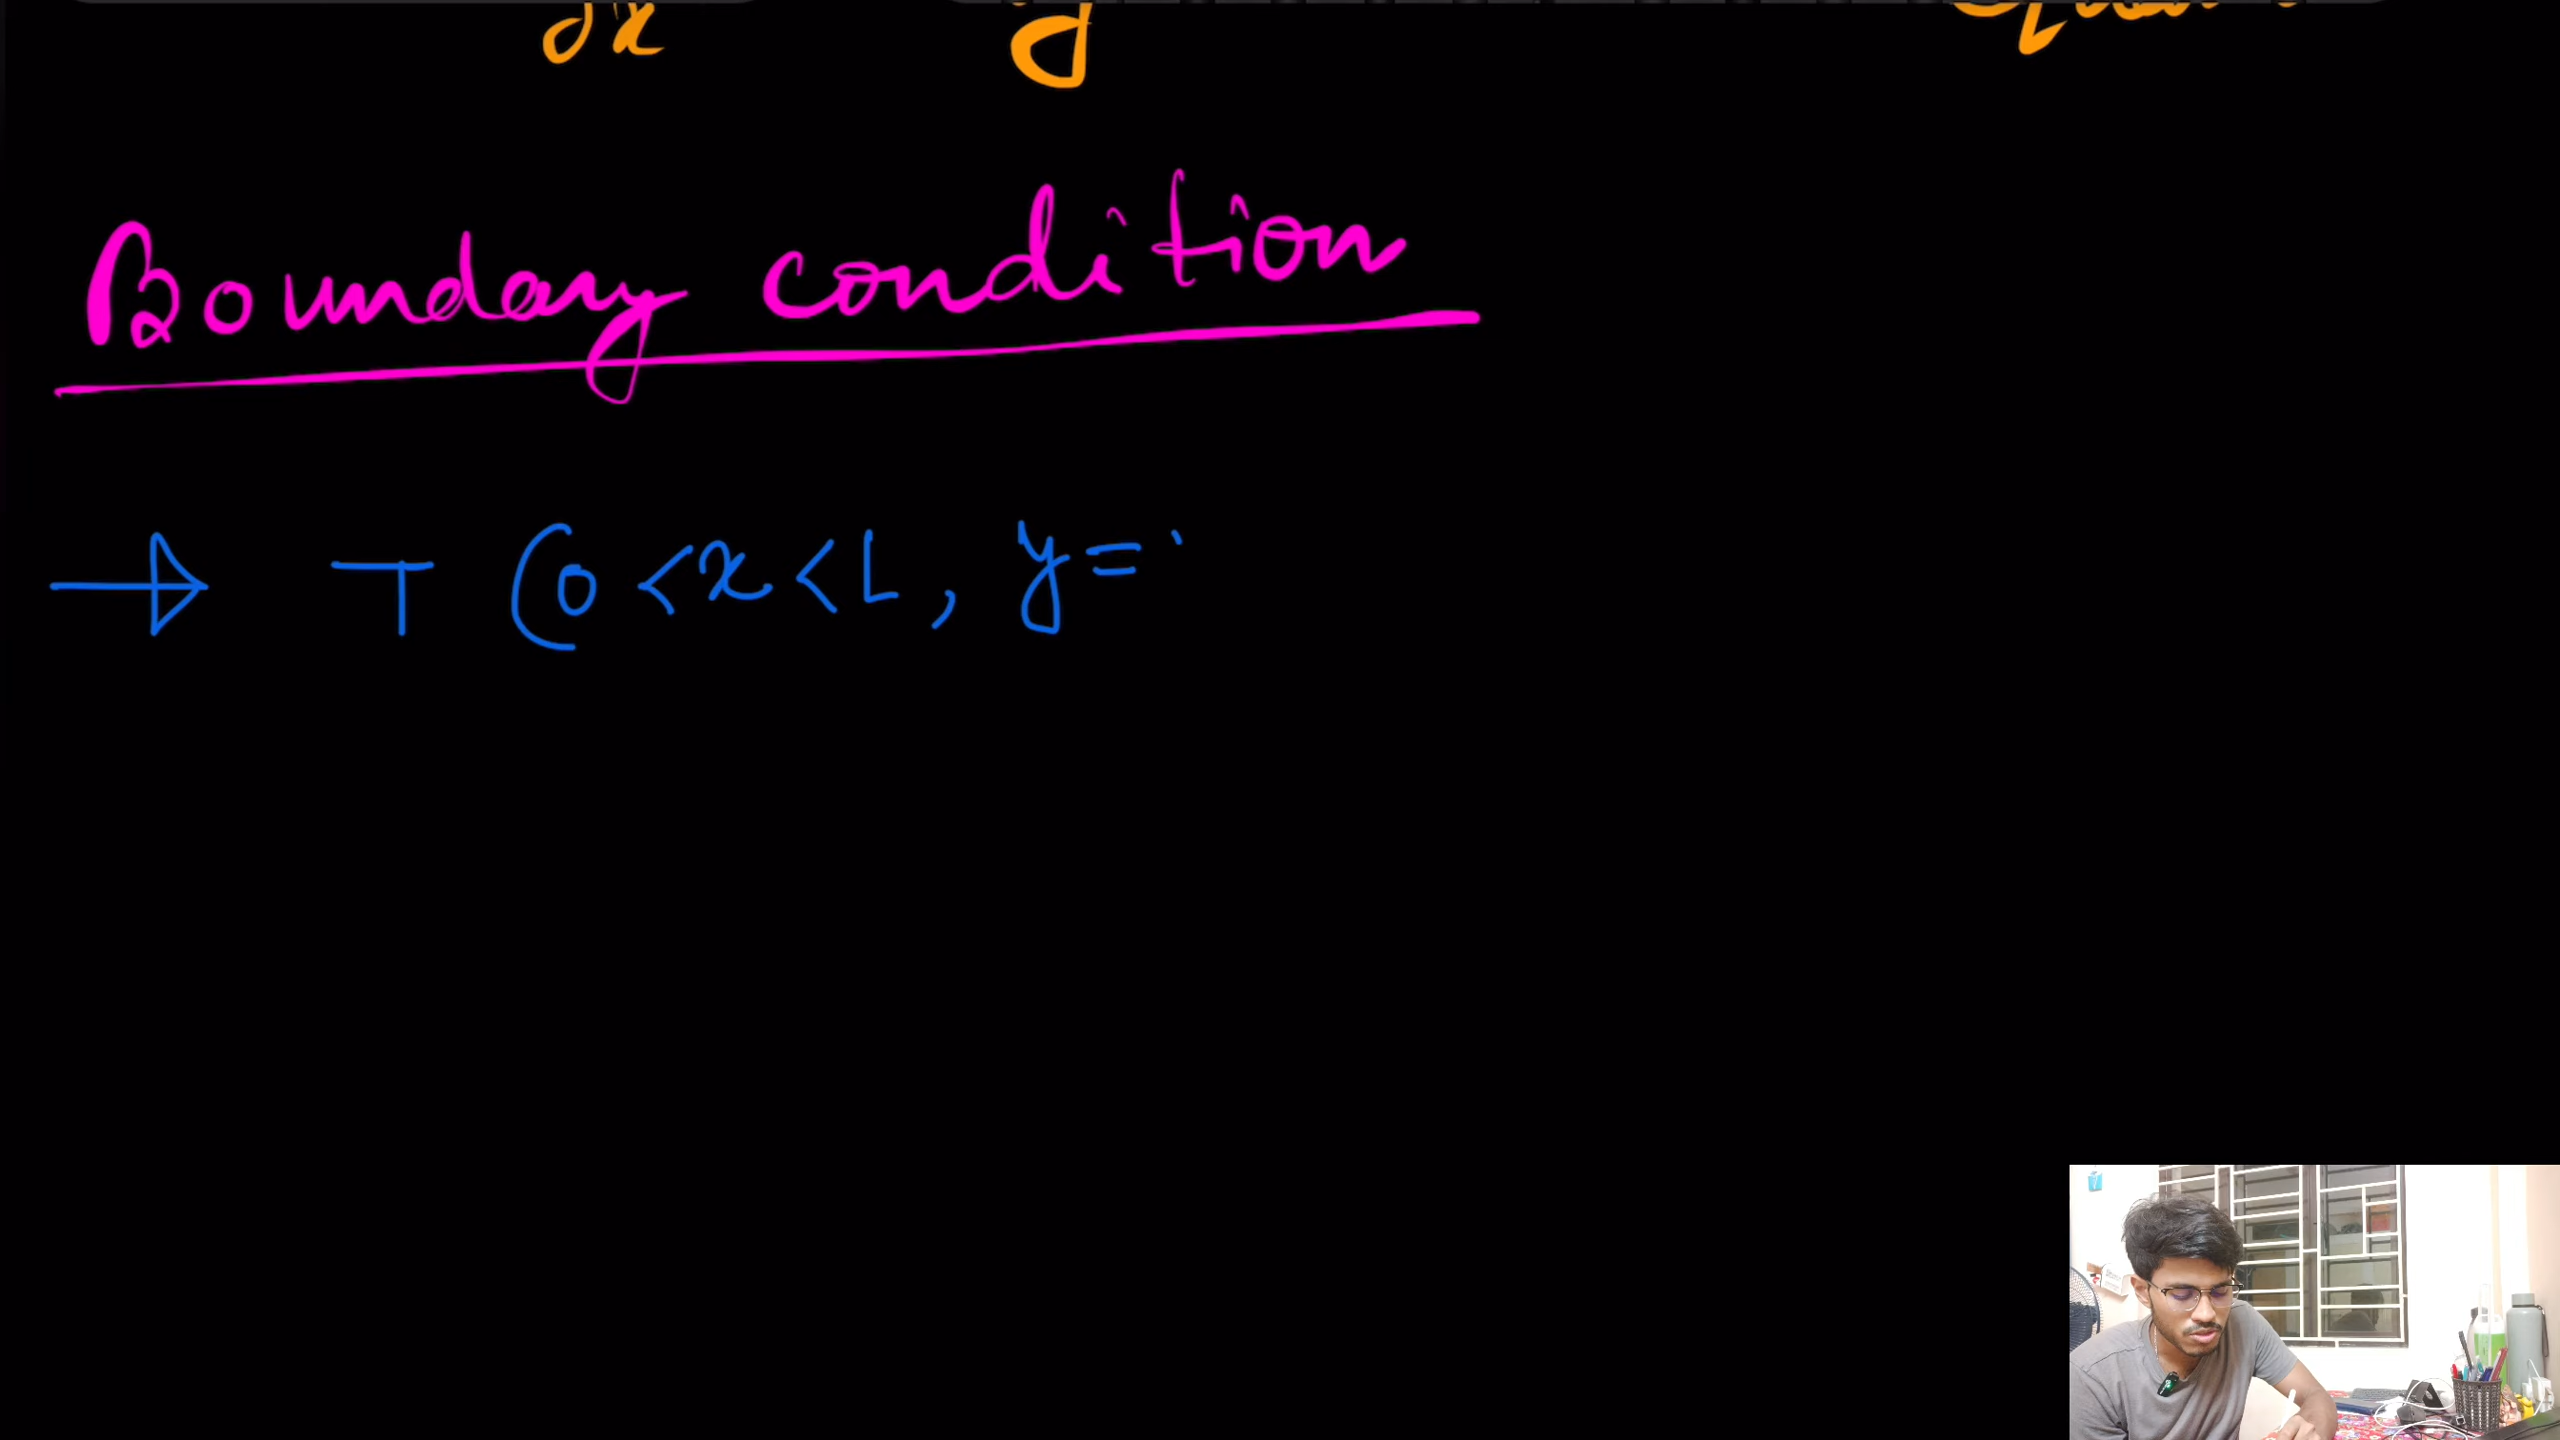 ∂x y
Boundary condition
→ T (0 < x < L, y =